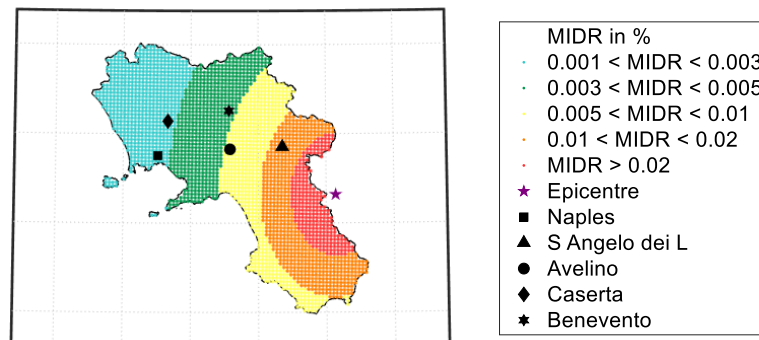 MIDR in %
0.001 < MIDR < 0.003
0.003 < MIDR < 0.005
0.005 < MIDR < 0.01
0.01 < MIDR < 0.02
MIDR > 0.02
Epicentre
Naples
S Angelo dei L
Avelino
Caserta
Benevento